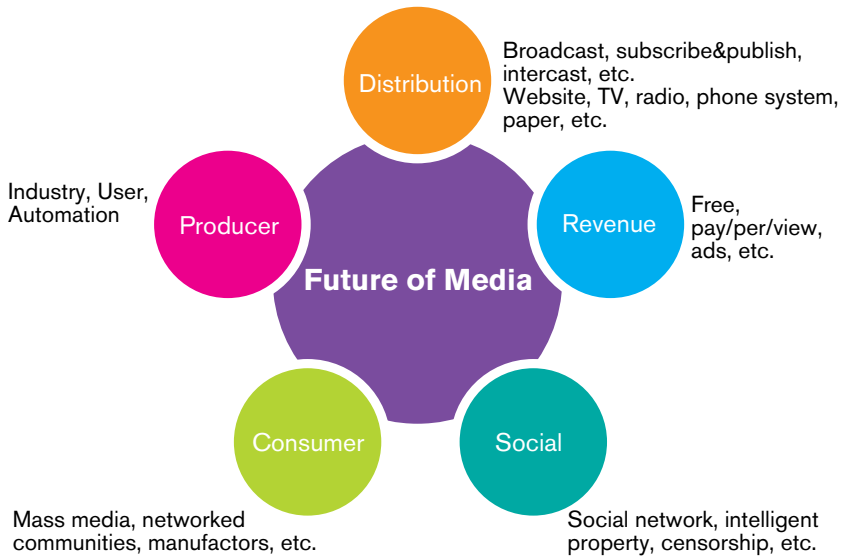 Distribution
Broadcast, subscribe&publish,
intercast, etc.
Website, TV, radio, phone system,
paper, etc.
Industry, User,
Automation
Producer
Revenue
Free,
pay/per/view,
ads, etc.
Future of Media
Consumer
Social
Mass media, networked
communities, manufactors, etc.
Social network, intelligent
property, censorship, etc.